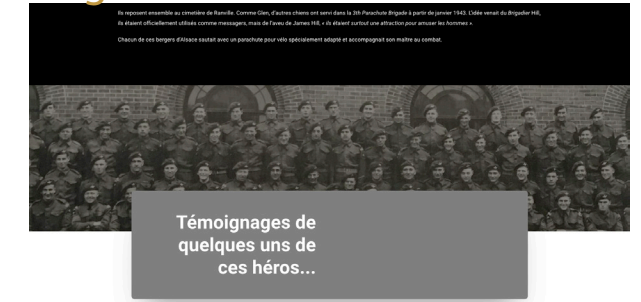 Ils reposent ensemble au cimetière de Ranville. Comme Glen, d'autres chiens ont servi dans la 3th Parachute Brigade à partir de janvier 1943. L'idée venait du Brigadier Hill,
ils étaient officiellement utilisés comme messagers, mais de l'aveu de James Hill, « ils étaient surtout une attraction pour amuser les hommes ».
Chacun de ces bergers d'Alsace sautait avec un parachute pour vélo spécialement adapté et accompagnait son maître au combat.
Témoignages de
quelques uns de
ces héros...